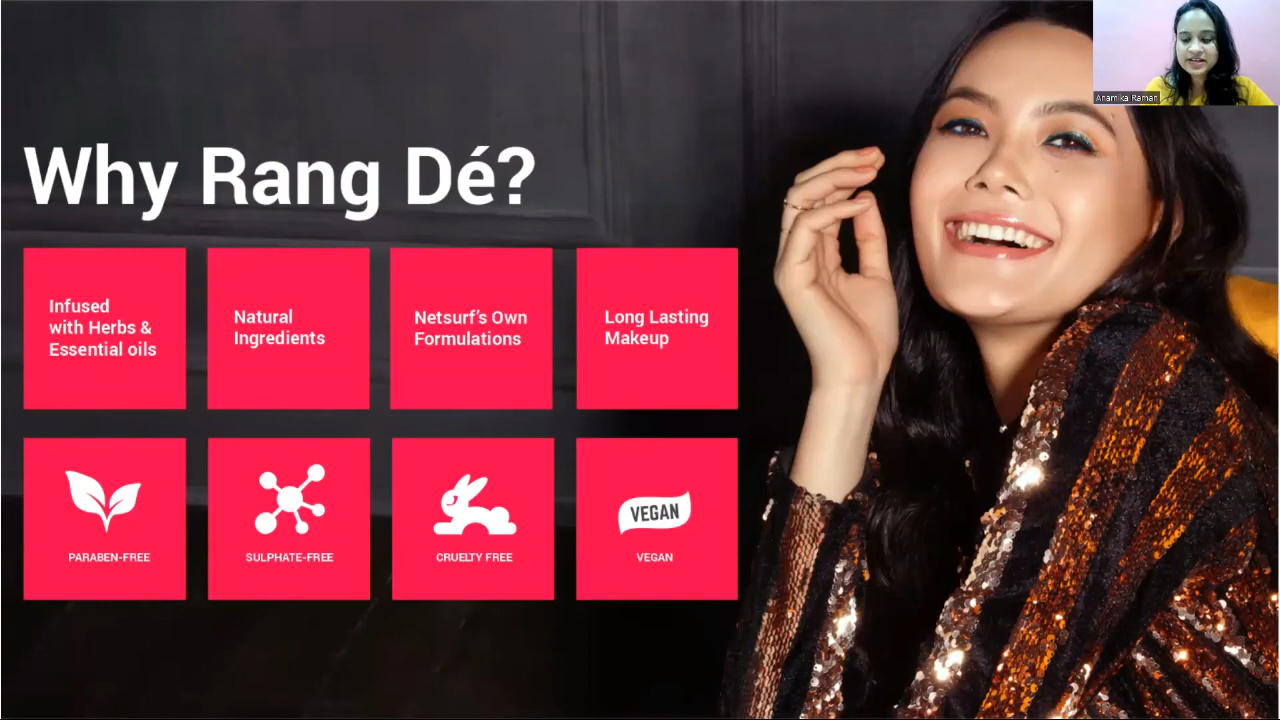 Anamika Raman
Why Rang Dé?
Infused
with Herbs &
Essential oils
Natural
Ingredients
Netsurf's Own
Formulations
Long Lasting
Makeup
PARABEN-FREE
SULPHATE-FREE
CRUELTY FREE
VEGAN
VEGAN